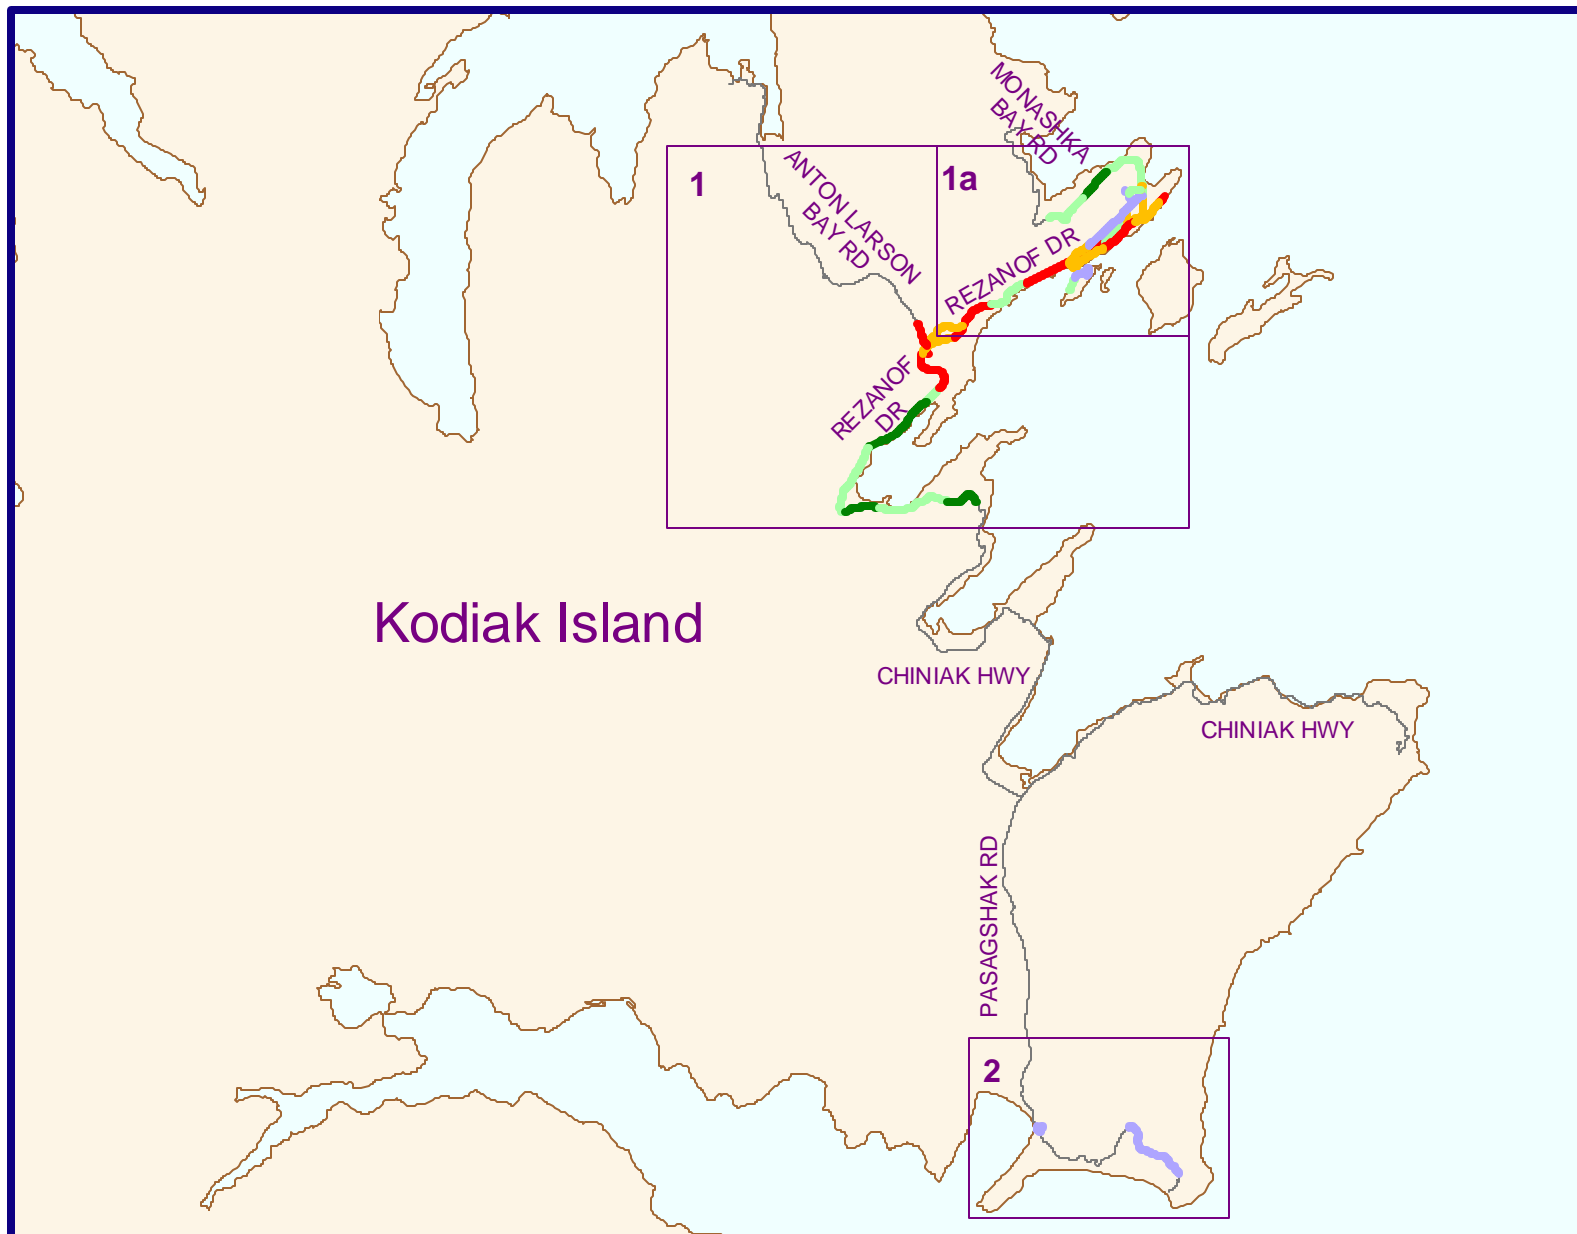 MONASHKA
BAY RD
1
ANTON LARSON
BAY RD
1a
REZANOF DR
REZANOF
DR
Kodiak Island
CHINIAK HWY
CHINIAK HWY
PASAGSHAK RD
2